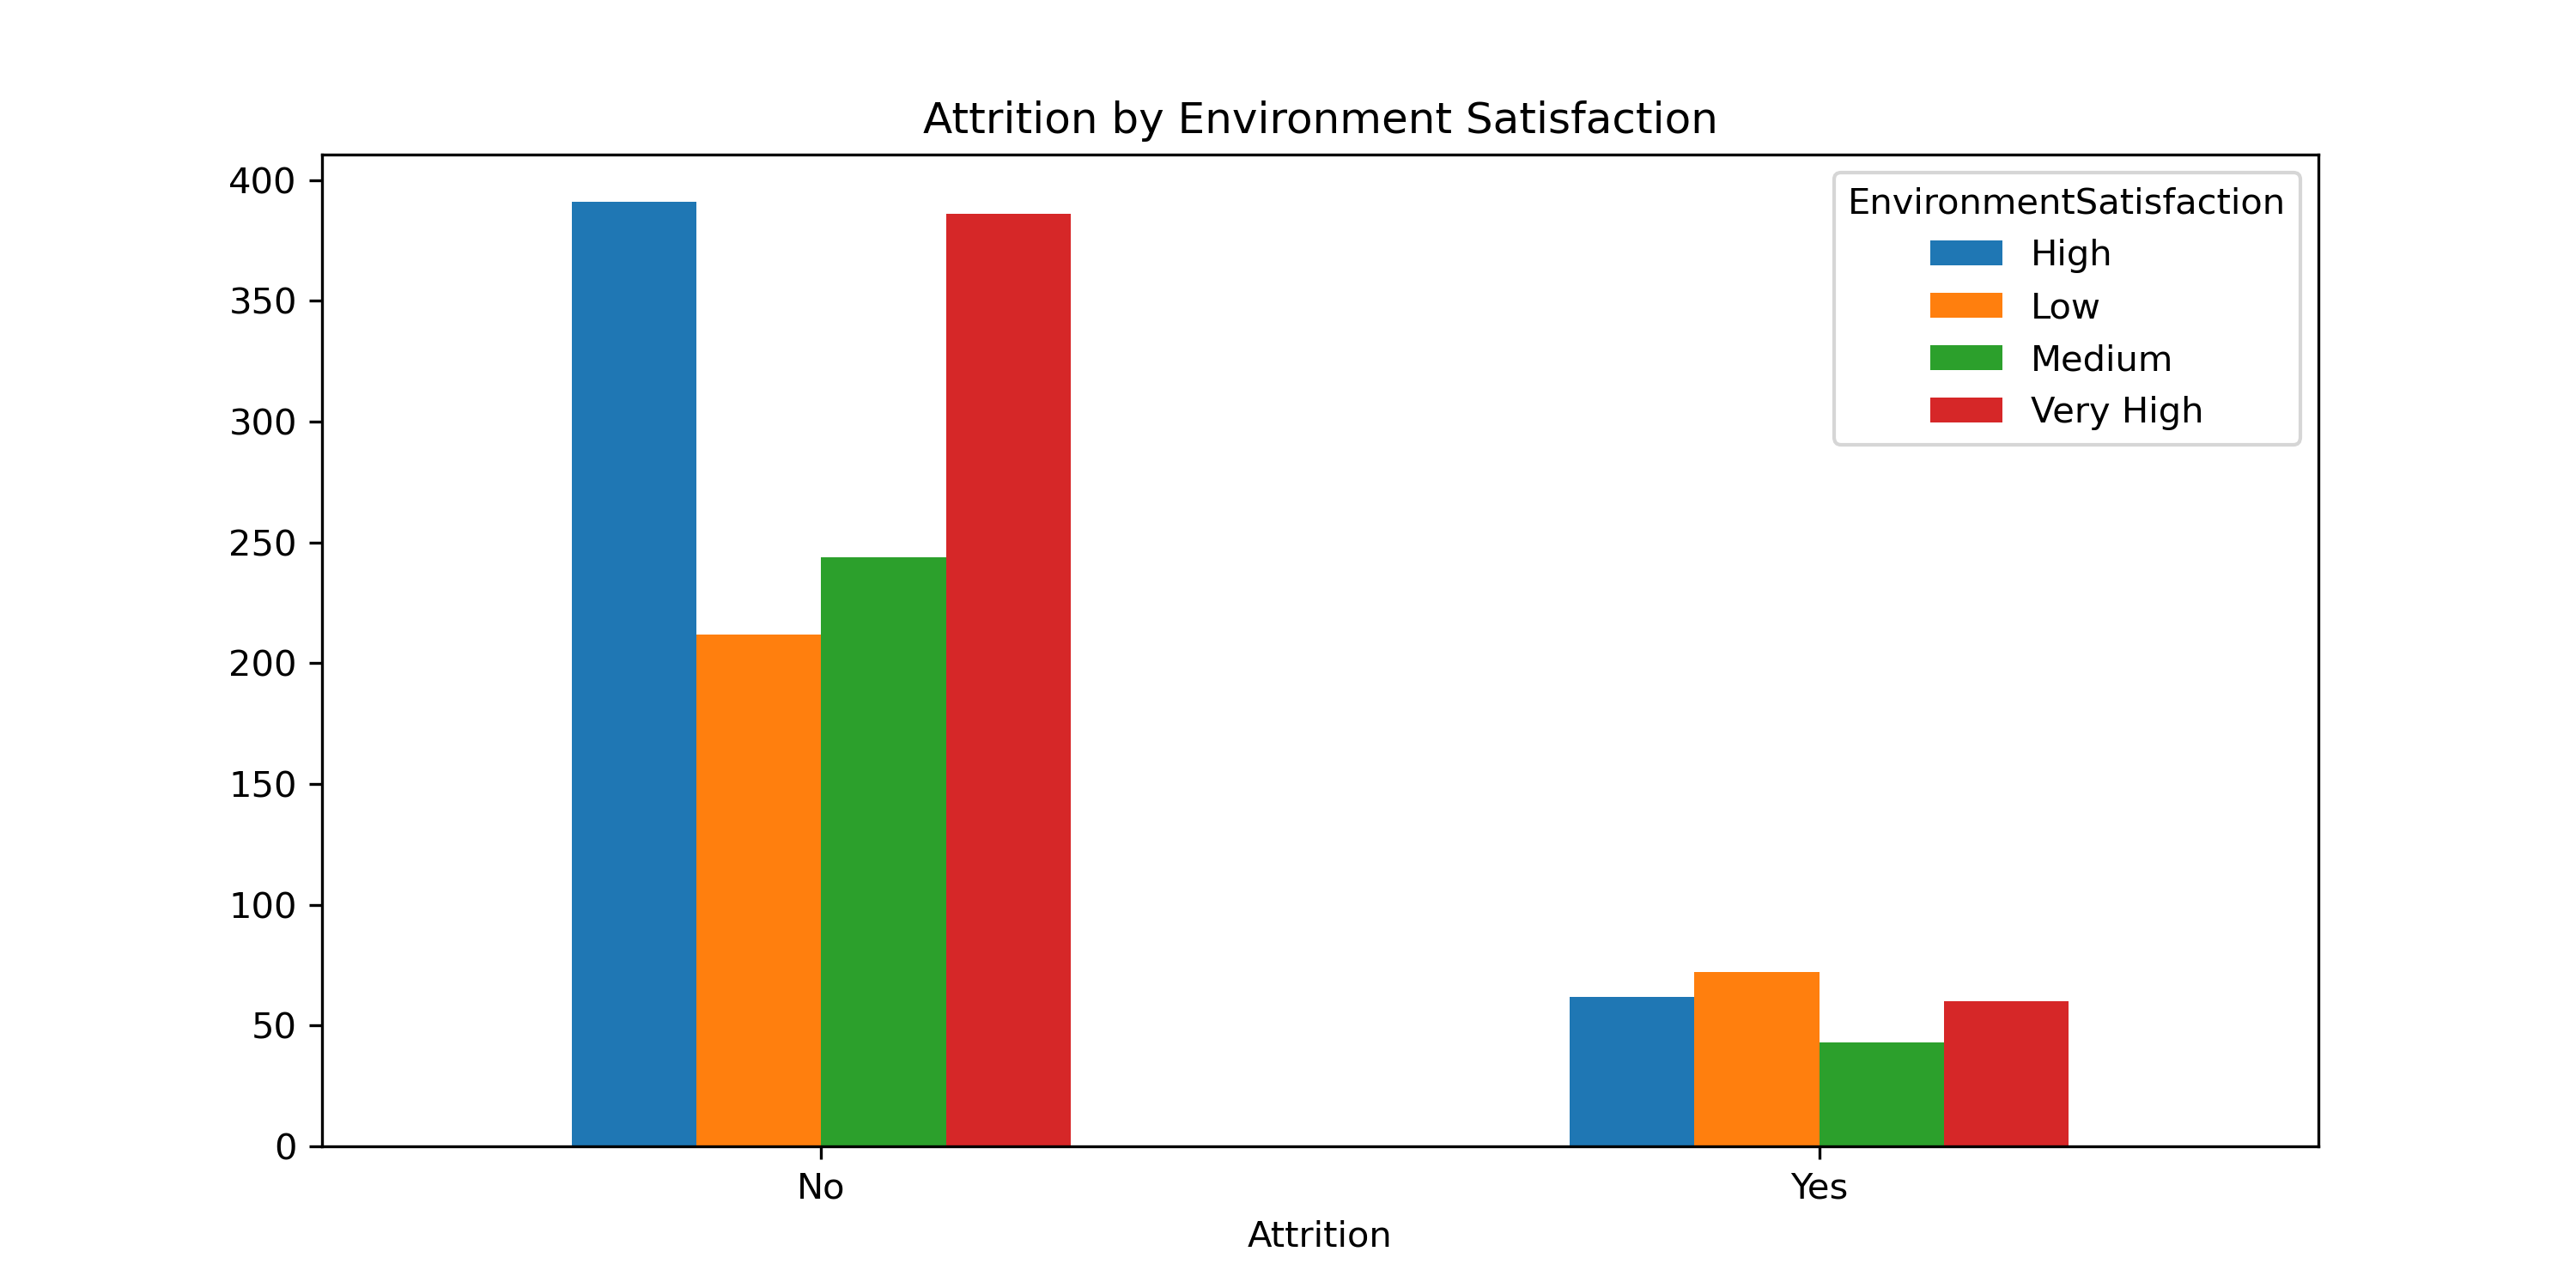 Attrition by Environment Satisfaction
400
350
300
250
200
150
100
50
0
EnvironmentSatisfaction
High
Low
Medium
Very High
No
Yes
Attrition